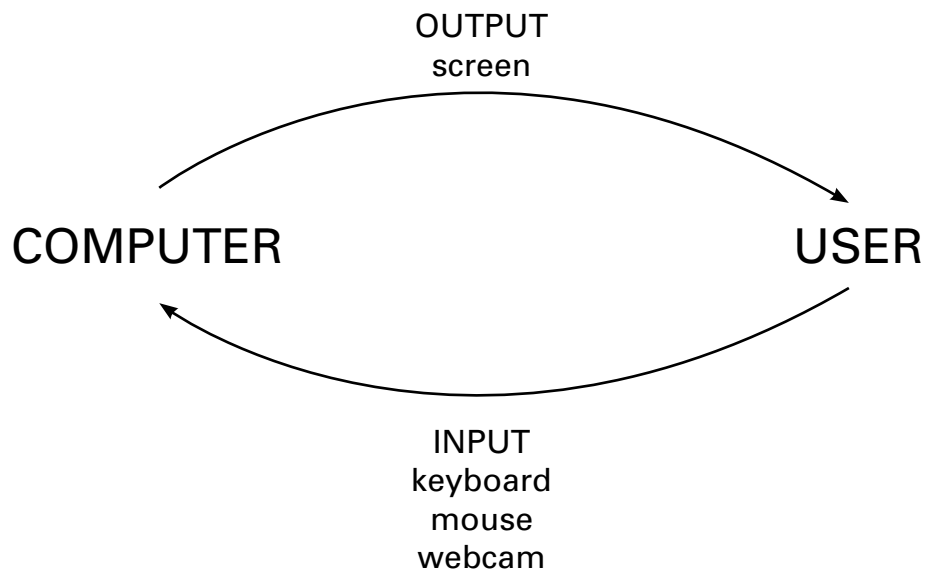 OUTPUT
screen
COMPUTER
USER
INPUT
keyboard
mouse
webcam